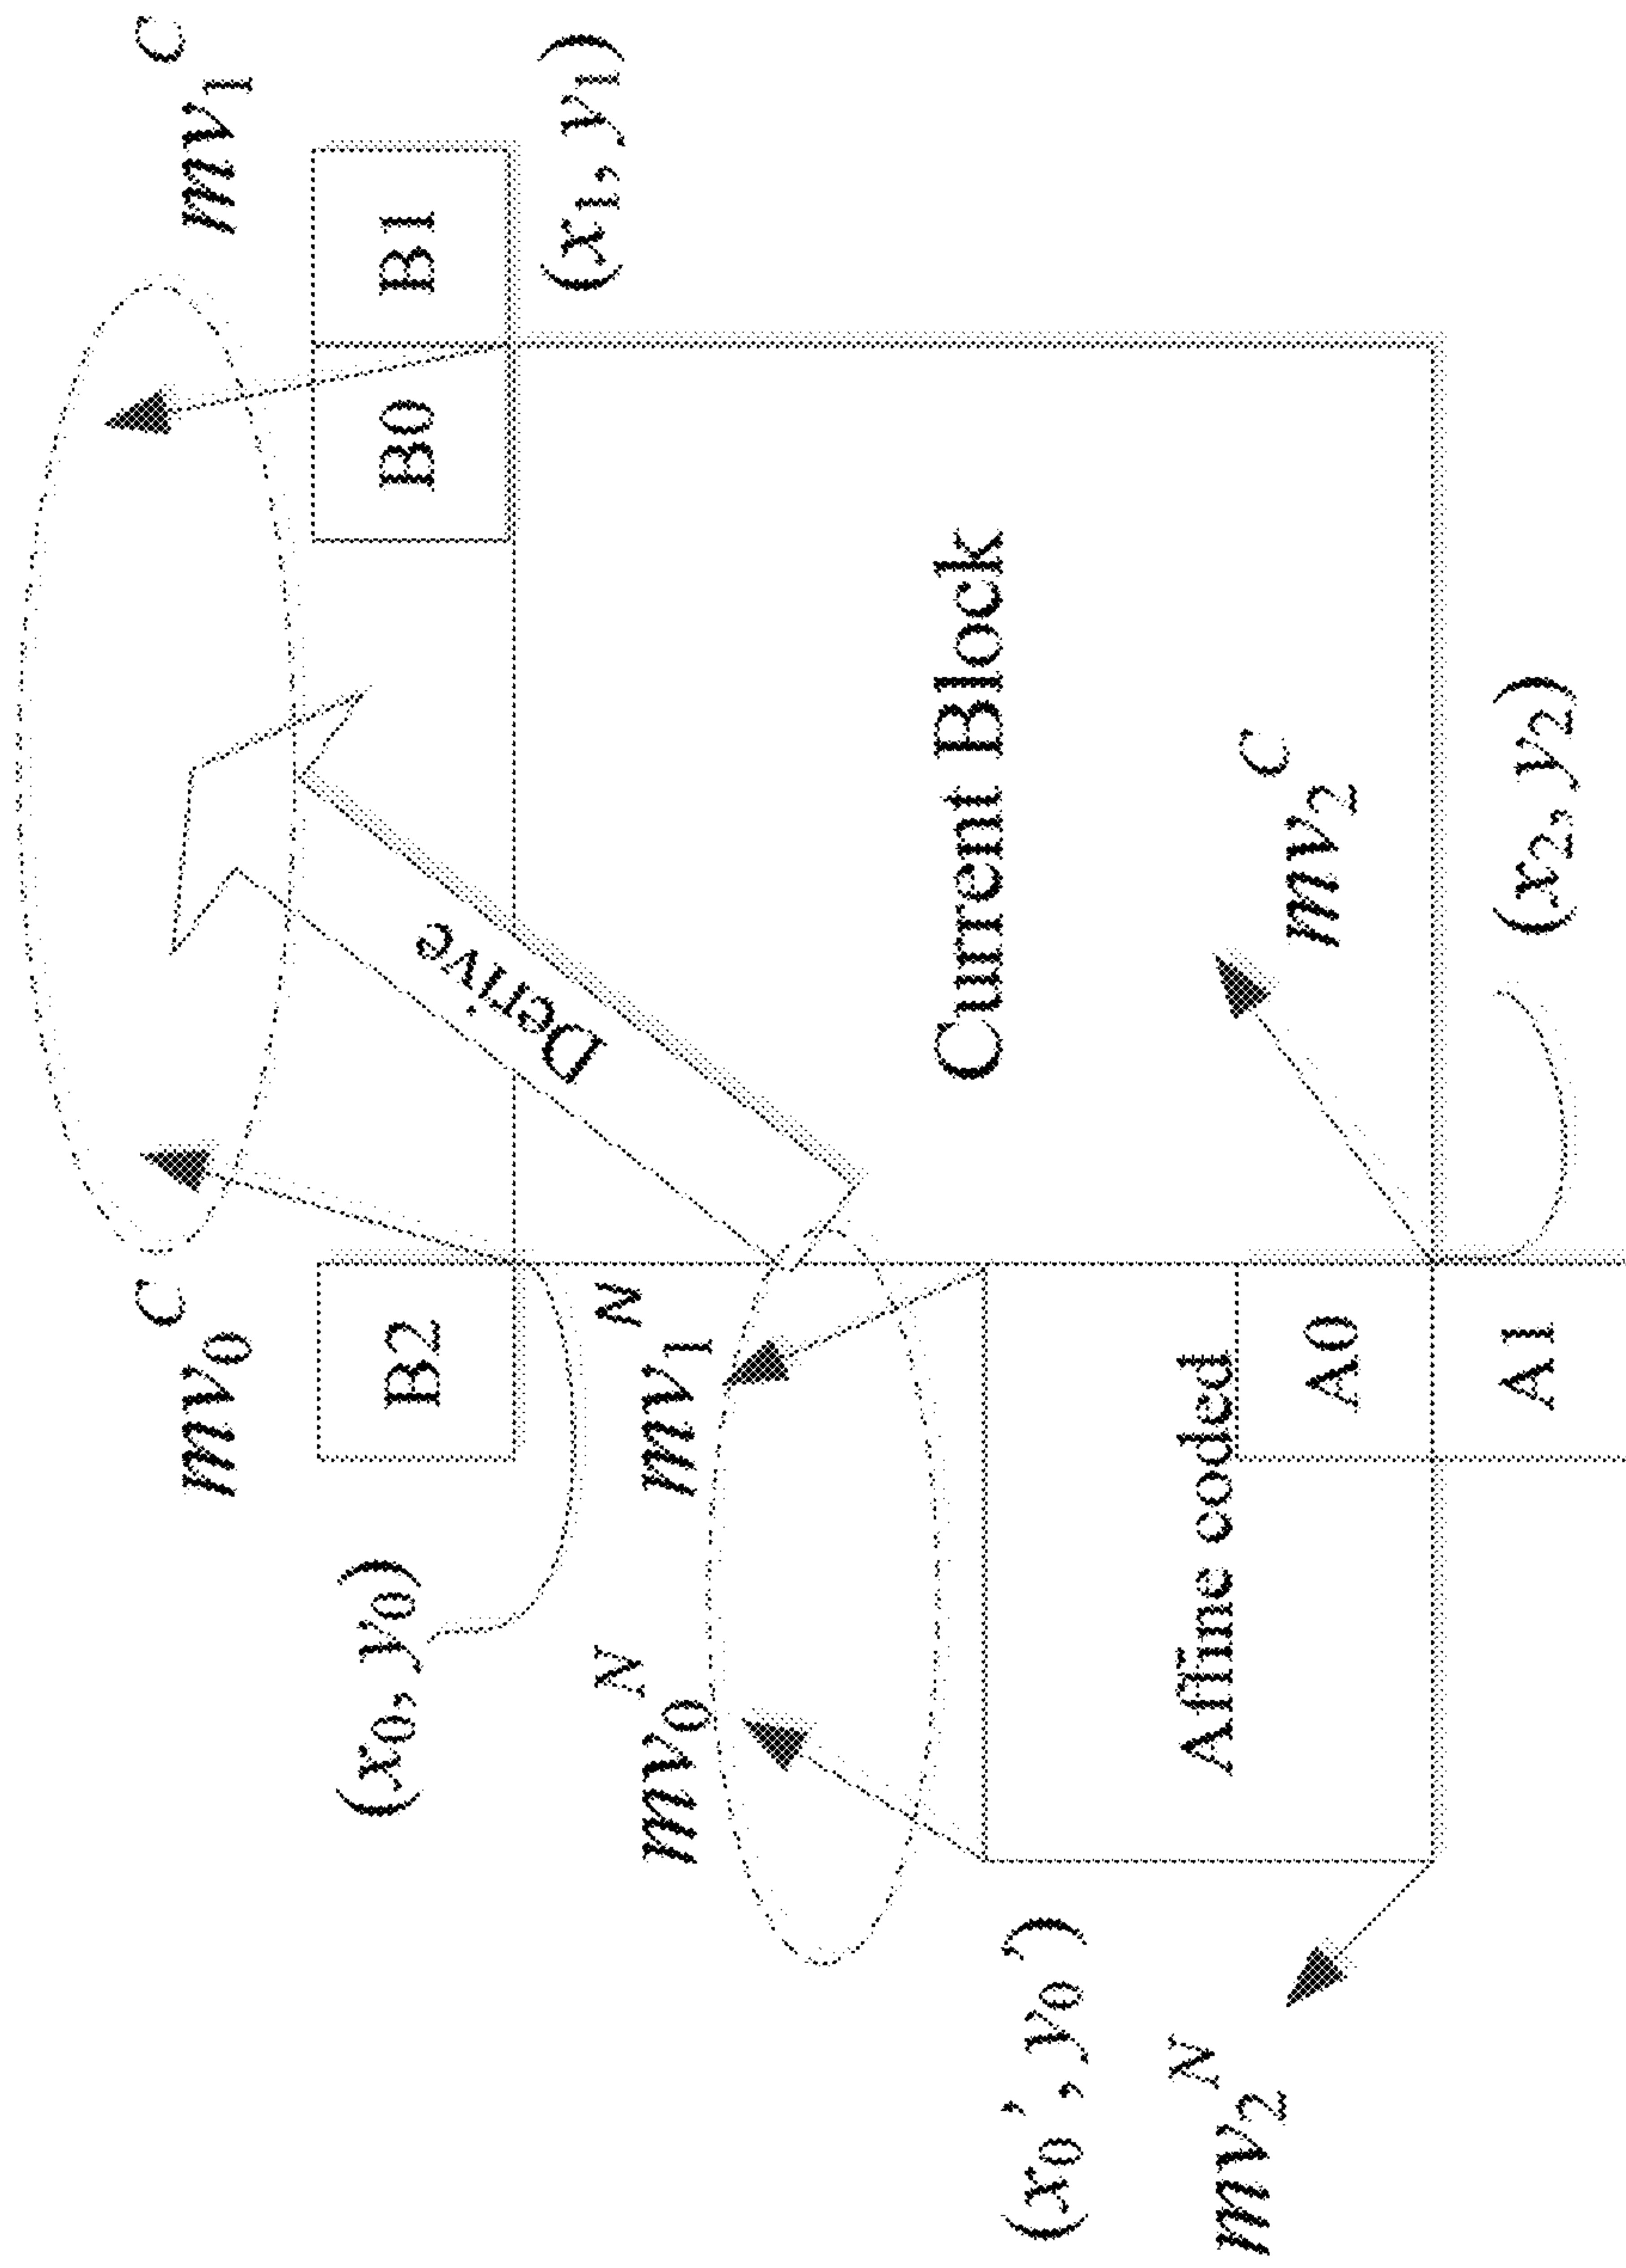 mv₀ᶜ
mv₁ᶜ
(x₀, y₀)
B2
B0
B1
Derive
(x₁, y₁)
mv₀ᴺ
mv₁ᴺ
Current Block
(x₀', y₀')
Affine coded
mv₂ᴺ
mv₂ᶜ
A0
A1
(x₂, y₂)